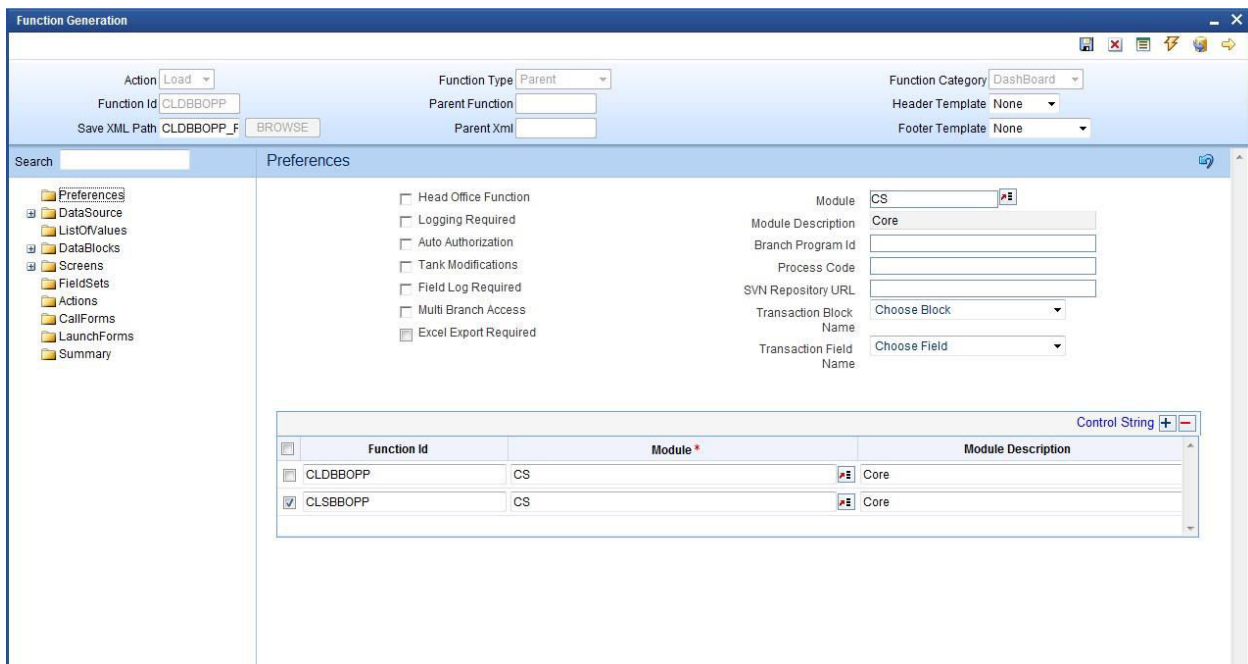 Function Generation
Action Load Function Type Parent Function Category DashBoard
Function Id CLDBBOPP Parent Function Header Template None
Save XML Path CLDBBOPP_F BROWSE Parent Xml Footer Template None
Search Preferences
Preferences
DataSource
ListOfValues
DataBlocks
Screens
FieldSets
Actions
CallForms
LaunchForms
Summary
Head Office Function
Logging Required
Auto Authorization
Tank Modifications
Field Log Required
Multi Branch Access
Excel Export Required
Module CS
Module Description Core
Branch Program Id
Process Code
SVN Repository URL
Transaction Block Choose Block
Name
Transaction Field Choose Field
Name
Control String
Function Id Module * Module Description
CLDBBOPP CS Core
CLSBBOPP CS Core